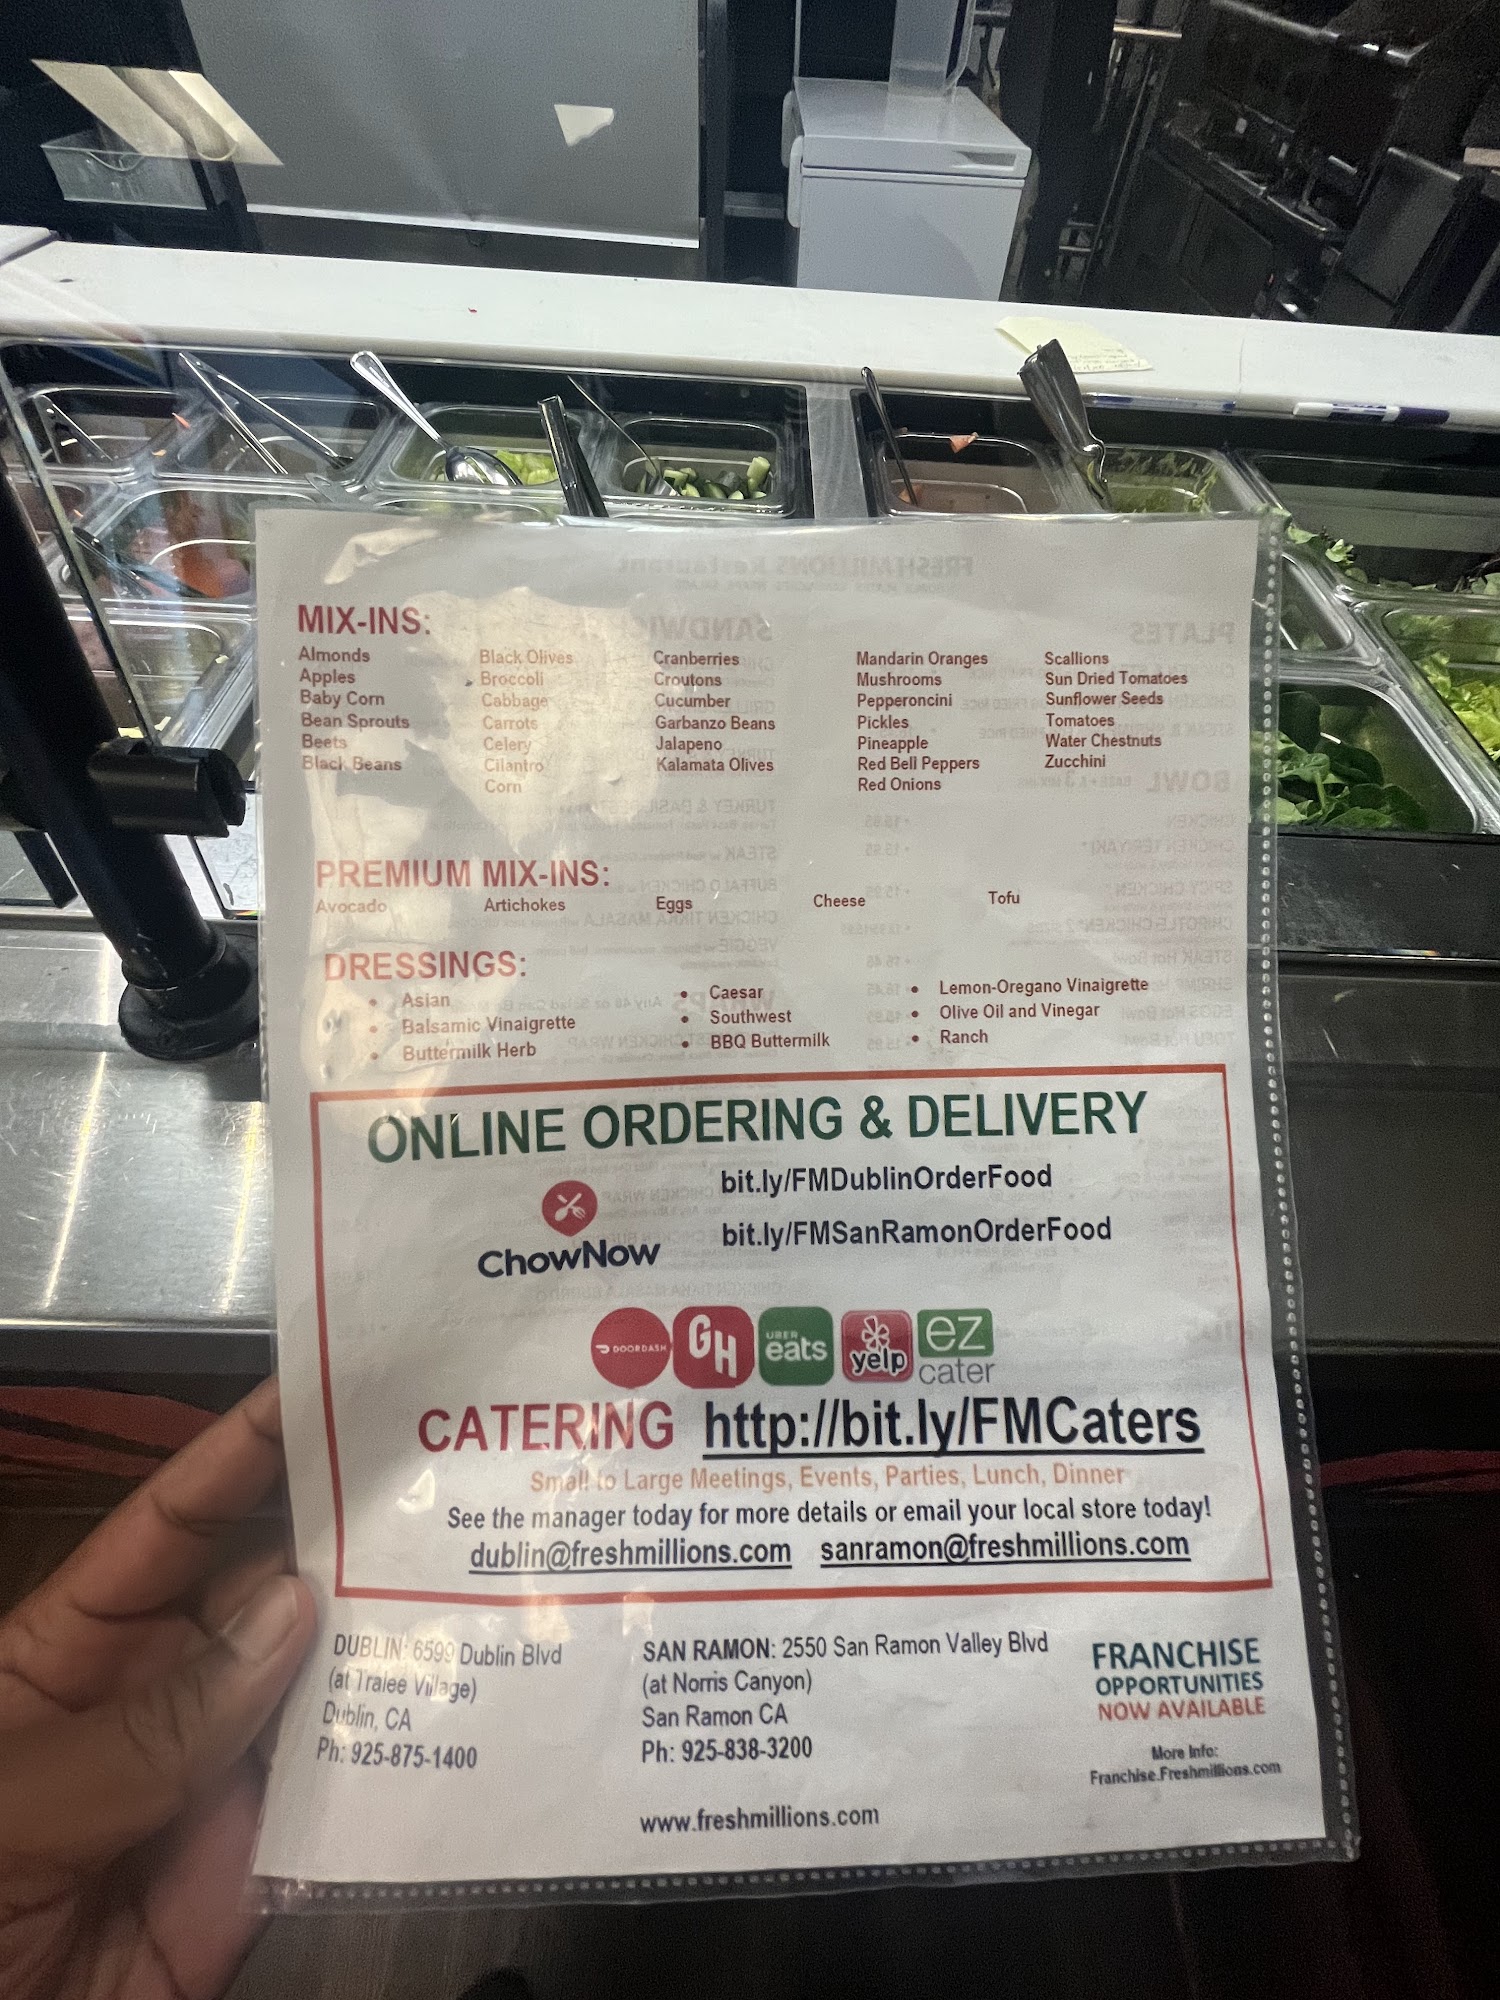 MIX-INS:
Almonds Black Olives Cranberries Mandarin Oranges Scallions
Apples Broccoli Croutons Mushrooms Sun Dried Tomatoes
Baby Corn Cabbage Cucumber Pepperoncini Sunflower Seeds
Bean Sprouts Carrots Garbanzo Beans Pickles Tomatoes
Beets Celery Jalapeno Pineapple Water Chestnuts
Black Beans Cilantro Kalamata Olives Red Bell Peppers Zucchini
Corn Red Onions
PREMIUM MIX-INS:
Avocado Artichokes Eggs Cheese Tofu
DRESSINGS:
• Asian • Caesar • Lemon-Oregano Vinaigrette
• Balsamic Vinaigrette • Southwest • Olive Oil and Vinegar
• Buttermilk Herb • BBQ Buttermilk • Ranch
ONLINE ORDERING & DELIVERY
bit.ly/FMDublinOrderFood
bit.ly/FMSanRamonOrderFood
ChowNow
DOORDASH GH UBER eats yelp ez cater
CATERING http://bit.ly/FMCaters
Small to Large Meetings, Events, Parties, Lunch, Dinner
See the manager today for more details or email your local store today!
dublin@freshmillions.com sanramon@freshmillions.com
DUBLIN: 6599 Dublin Blvd
(at Tralee Village)
Dublin, CA
Ph: 925-875-1400
SAN RAMON: 2550 San Ramon Valley Blvd
(at Norris Canyon)
San Ramon CA
Ph: 925-838-3200
FRANCHISE
OPPORTUNITIES
NOW AVAILABLE
More Info:
Franchise.Freshmillions.com
www.freshmillions.com